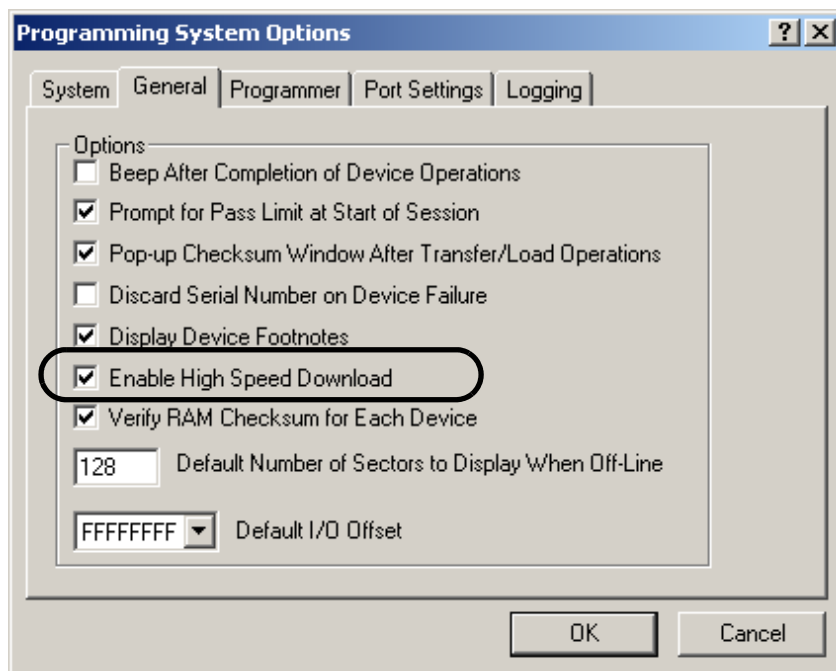 Programming System Options
System General Programmer Port Settings Logging
Options
Beep After Completion of Device Operations
Prompt for Pass Limit at Start of Session
Pop-up Checksum Window After Transfer/Load Operations
Discard Serial Number on Device Failure
Display Device Footnotes
Enable High Speed Download
Verify RAM Checksum for Each Device
128 Default Number of Sectors to Display When Off-Line
FFFFFFFF Default I/O Offset
OK Cancel